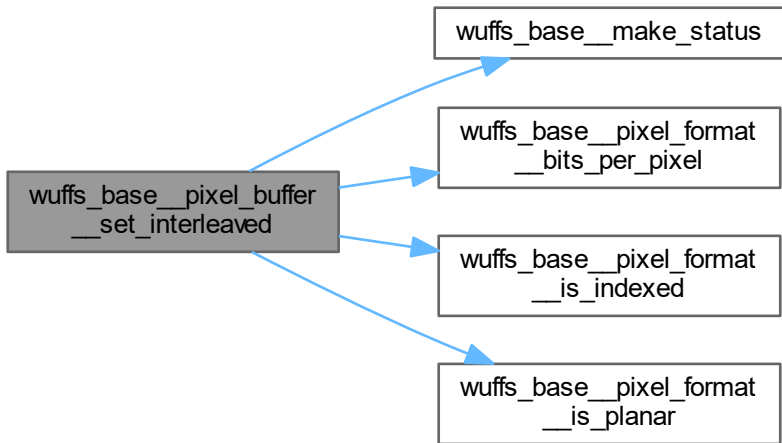 wuffs_base__make_status
wuffs_base__pixel_format
__bits_per_pixel
wuffs_base__pixel_buffer
__set_interleaved
wuffs_base__pixel_format
__is_indexed
wuffs_base__pixel_format
__is_planar